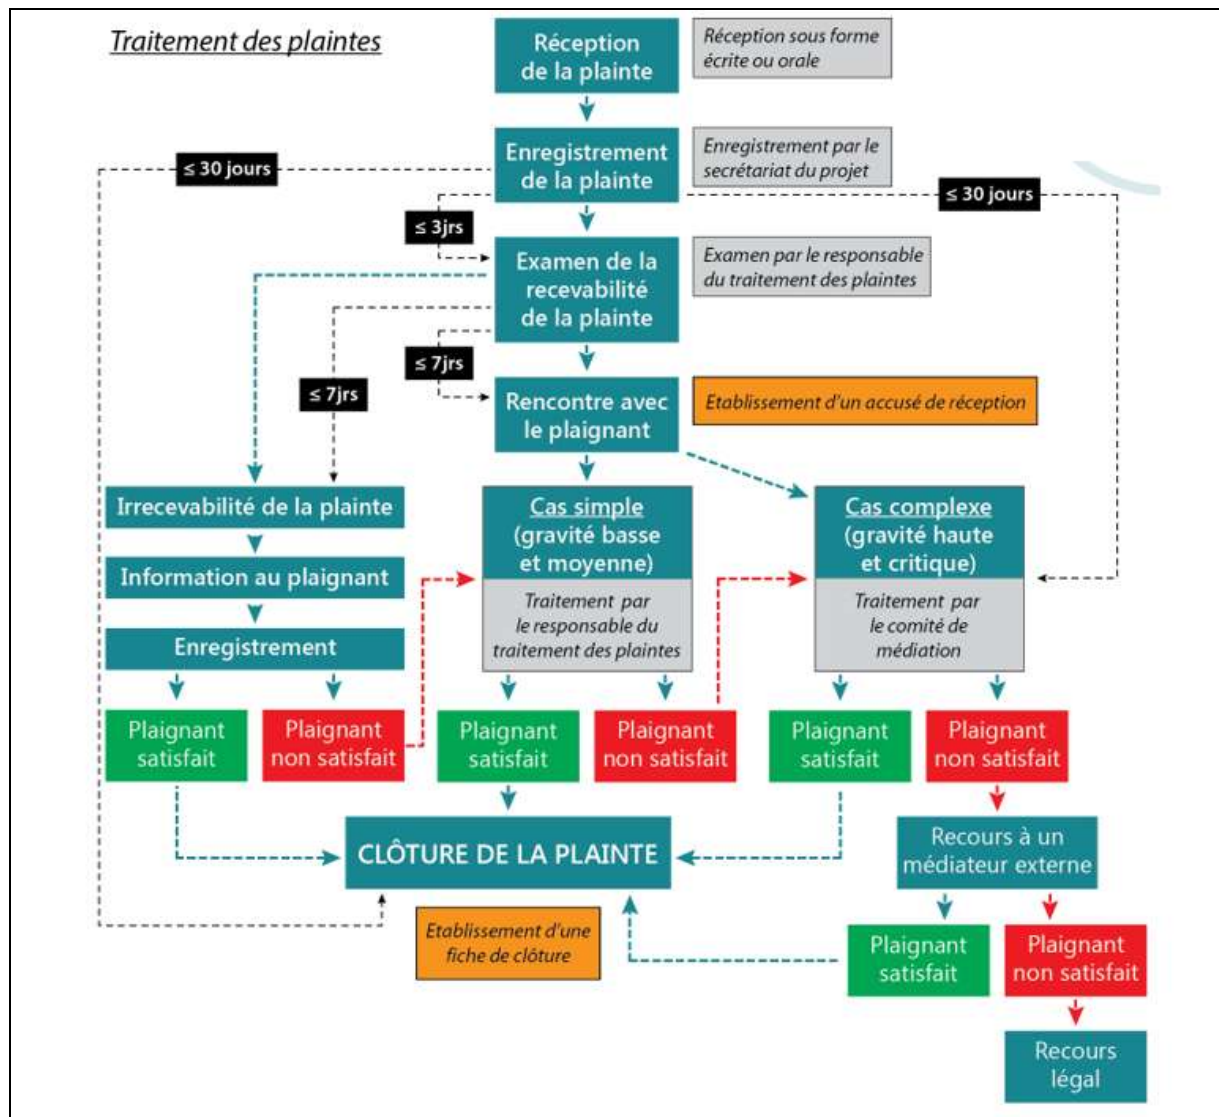 Traitement des plaintes
Réception
de la plainte
Réception sous forme
écrite ou orale
Enregistrement
de la plainte
Enregistrement par le
secrétariat du projet
≤ 30 jours
≤ 30 jours
≤ 3jrs
Examen de la
recevabilité
de la plainte
Examen par le responsable
du traitement des plaintes
≤ 7jrs
≤ 7jrs
Rencontre avec
le plaignant
Etablissement d'un accusé de réception
Irrecevabilité de la plainte
Information au plaignant
Enregistrement
Cas simple
(gravité basse
et moyenne)
Traitement par
le responsable du
traitement des plaintes
Cas complexe
(gravité haute
et critique)
Traitement par
le comité de
médiation
Plaignant
satisfait
Plaignant
non satisfait
Plaignant
satisfait
Plaignant
non satisfait
Plaignant
satisfait
Plaignant
non satisfait
CLÔTURE DE LA PLAINTE
Recours à un
médiateur externe
Etablissement d'une
fiche de clôture
Plaignant
satisfait
Plaignant
non satisfait
Recours
légal